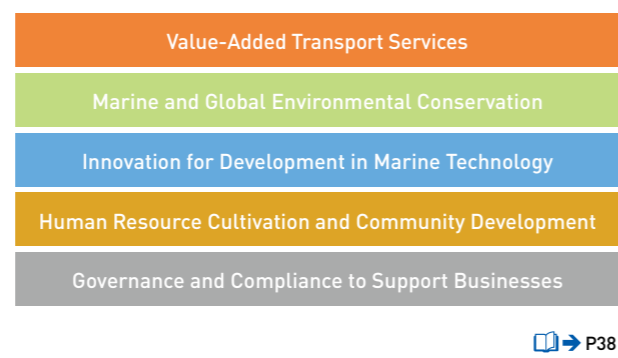 Value-Added Transport Services
Marine and Global Environmental Conservation
Innovation for Development in Marine Technology
Human Resource Cultivation and Community Development
Governance and Compliance to Support Businesses
P38